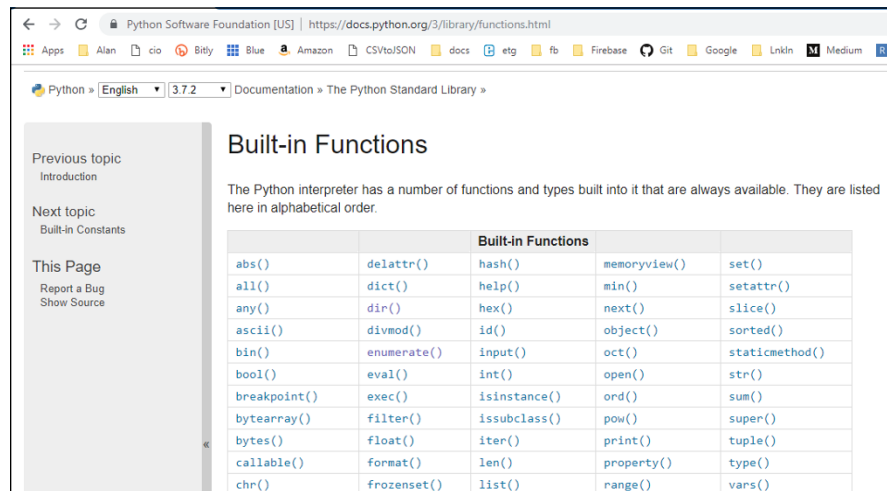 Python Software Foundation [US] | https://docs.python.org/3/library/functions.html
Apps Alan cio Bitly Blue Amazon CSVtoJSON docs etg fb Firebase Git Google LnkIn Medium R
Python » English 3.7.2 Documentation » The Python Standard Library »
Previous topic
Introduction
Next topic
Built-in Constants
This Page
Report a Bug
Show Source
«
Built-in Functions
The Python interpreter has a number of functions and types built into it that are always available. They are listed
here in alphabetical order.
Built-in Functions
abs() delattr() hash() memoryview() set()
all() dict() help() min() setattr()
any() dir() hex() next() slice()
ascii() divmod() id() object() sorted()
bin() enumerate() input() oct() staticmethod()
bool() eval() int() open() str()
breakpoint() exec() isinstance() ord() sum()
bytearray() filter() issubclass() pow() super()
bytes() float() iter() print() tuple()
callable() format() len() property() type()
chr() frozenset() list() range() vars()